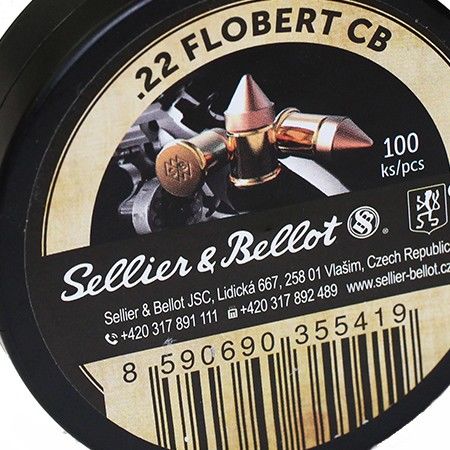 .22 FLOBERT CB
100
ks/pcs
Sellier & Bellot
Sellier & Bellot JSC, Lidická 667, 258 01 Vlašim, Czech Republic
+420 317 891 111 +420 317 892 489 www.sellier-bellot.cz
8 590690 355419